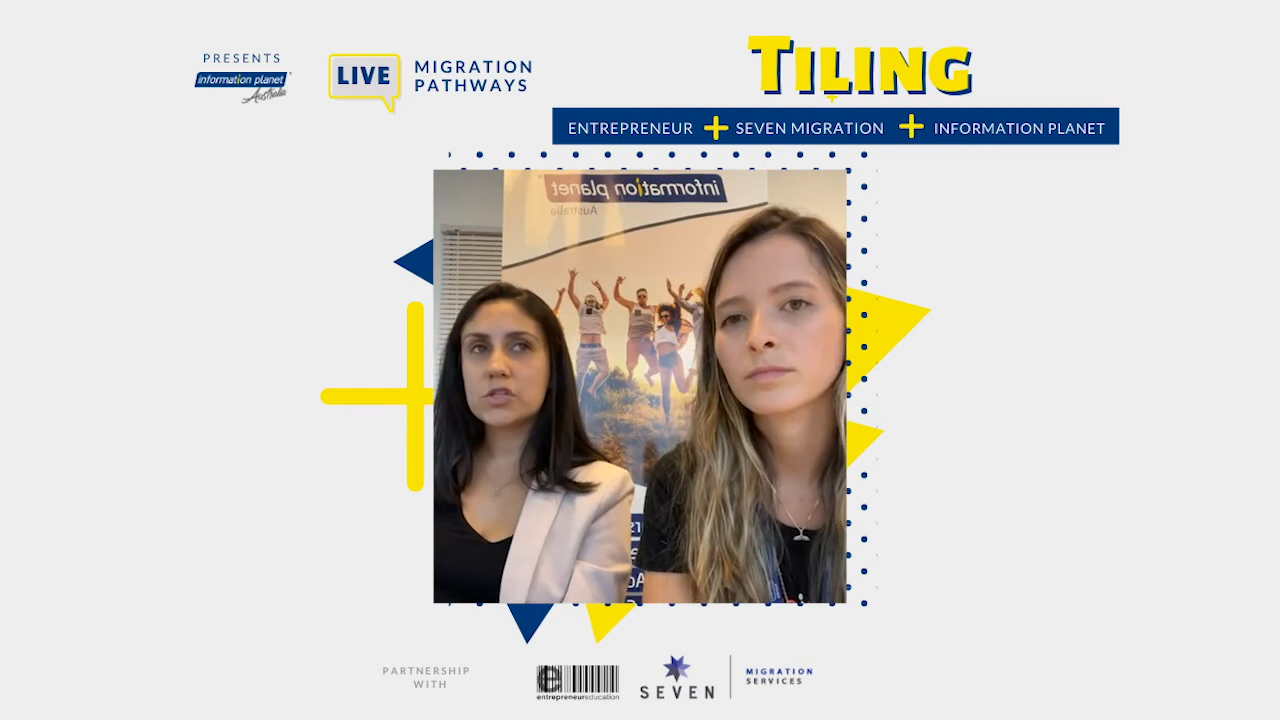 PRESENTS
information planet
Australia
LIVE
MIGRATION
PATHWAYS
TILING
ENTREPRENEUR + SEVEN MIGRATION + INFORMATION PLANET
information planet
Australia
PARTNERSHIP
WITH
e
entrepreneureducation
SEVEN
MIGRATION
SERVICES